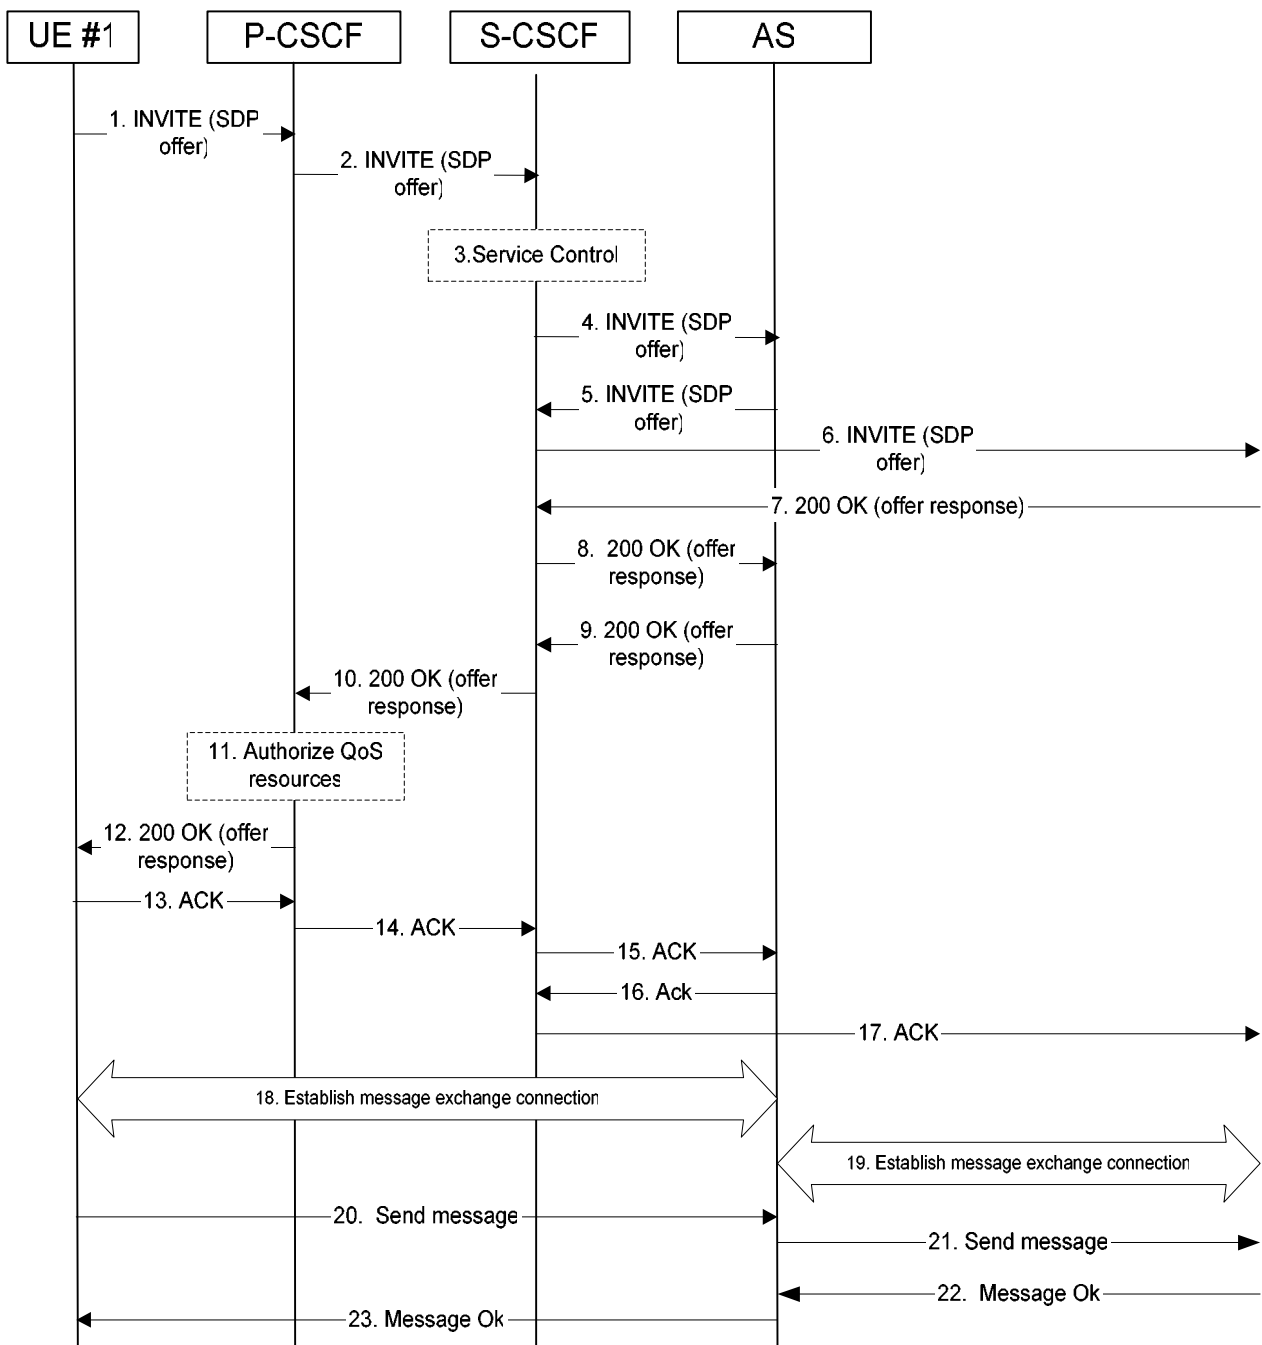 UE #1
P-CSCF
S-CSCF
AS
1. INVITE (SDP
offer)
2. INVITE (SDP
offer)
3.Service Control
4. INVITE (SDP
offer)
5. INVITE (SDP
offer)
6. INVITE (SDP
offer)
7. 200 OK (offer response)
8. 200 OK (offer
response)
9. 200 OK (offer
response)
10. 200 OK (offer
response)
11. Authorize QoS
resources
12. 200 OK (offer
response)
13. ACK
14. ACK
15. ACK
16. Ack
17. ACK
18. Establish message exchange connection
19. Establish message exchange connection
20. Send message
21. Send message
22. Message Ok
23. Message Ok